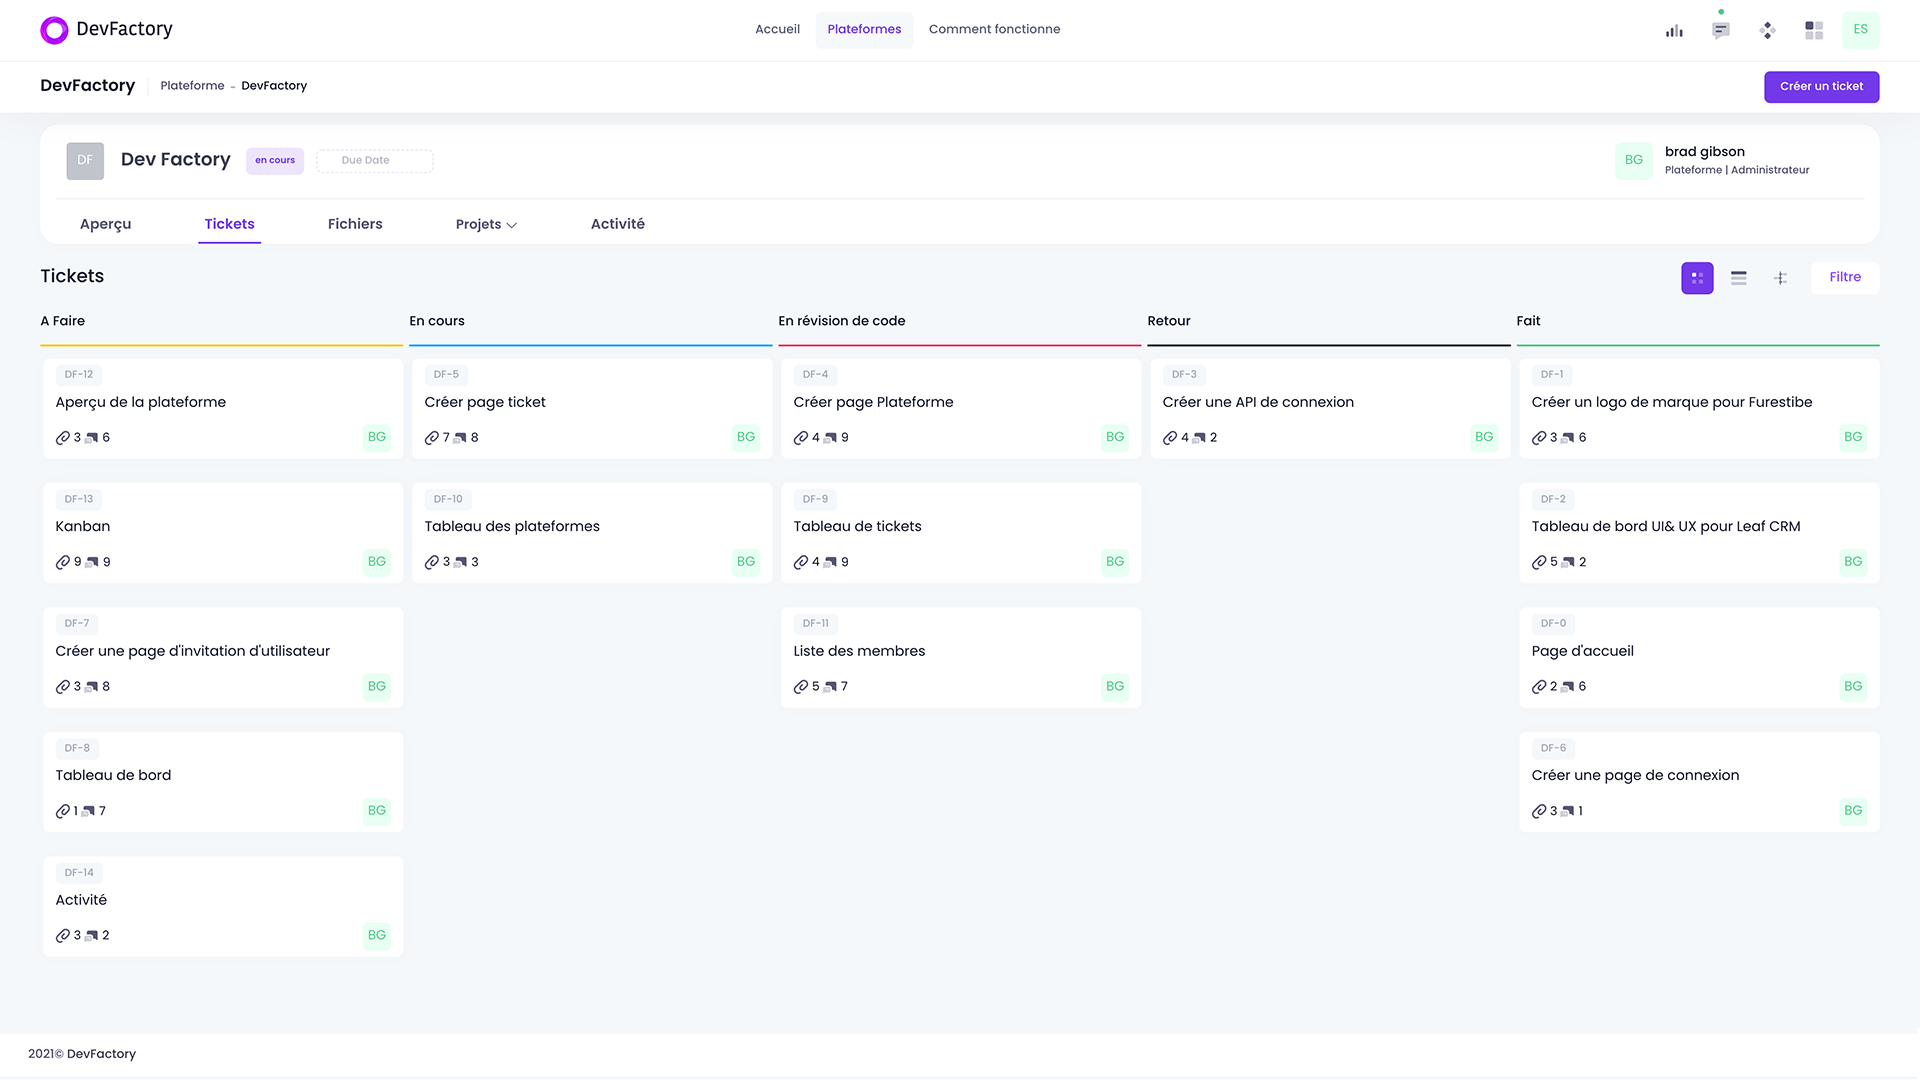 DevFactory
Accueil
Plateformes
Comment fonctionne
ES
DevFactory
Plateforme - DevFactory
Créer un ticket
DF
Dev Factory
en cours
Due Date
BG
brad gibson
Plateforme | Administrateur
Aperçu
Tickets
Fichiers
Projets
Activité
Tickets
Filtre
A Faire
DF-12
Aperçu de la plateforme
3 6
BG
DF-13
Kanban
9 9
BG
DF-7
Créer une page d'invitation d'utilisateur
3 8
BG
DF-8
Tableau de bord
1 7
BG
DF-14
Activité
3 2
BG
En cours
DF-5
Créer page ticket
7 8
BG
DF-10
Tableau des plateformes
3 3
BG
En révision de code
DF-4
Créer page Plateforme
4 9
BG
DF-9
Tableau de tickets
4 9
BG
DF-11
Liste des membres
5 7
BG
Retour
DF-3
Créer une API de connexion
4 2
BG
Fait
DF-1
Créer un logo de marque pour Furestibe
3 6
BG
DF-2
Tableau de bord UI& UX pour Leaf CRM
5 2
BG
DF-0
Page d'accueil
2 6
BG
DF-6
Créer une page de connexion
3 1
BG
2021© DevFactory